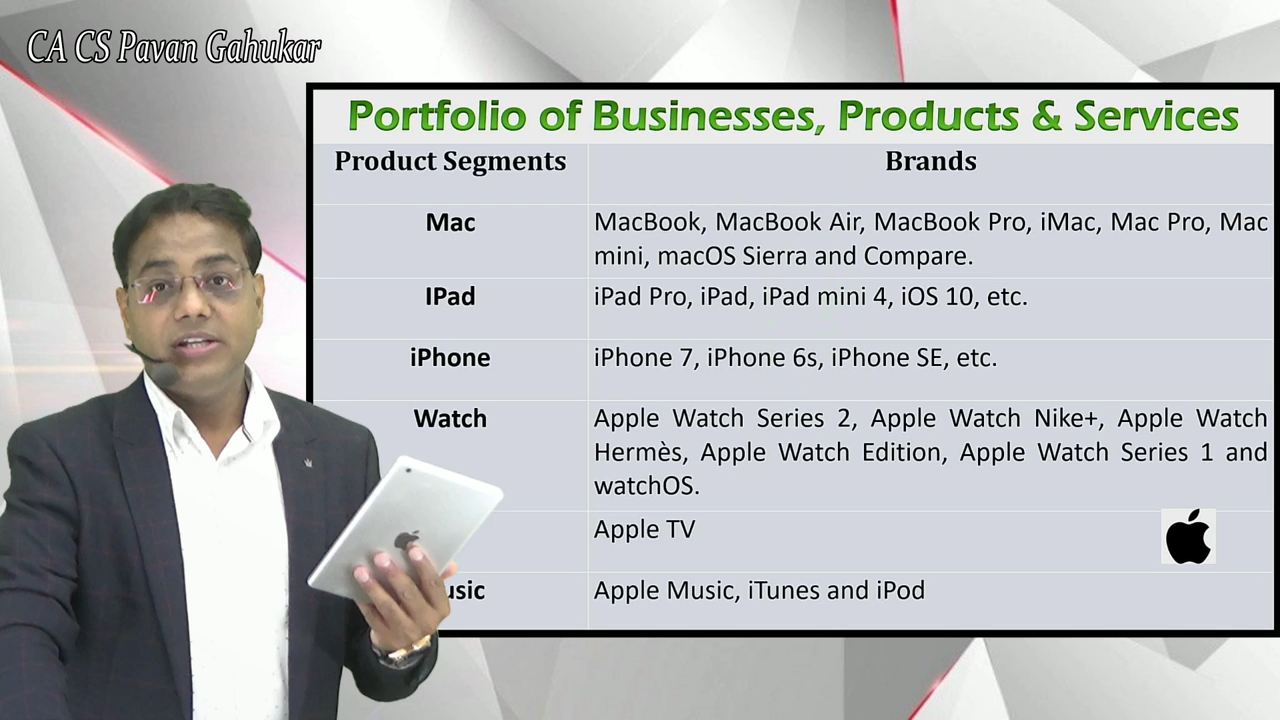 CA CS Pavan Gahukar
Portfolio of Businesses, Products & Services
Product Segments
Brands
Mac
MacBook, MacBook Air, MacBook Pro, iMac, Mac Pro, Mac
mini, macOS Sierra and Compare.
IPad
iPad Pro, iPad, iPad mini 4, iOS 10, etc.
iPhone
iPhone 7, iPhone 6s, iPhone SE, etc.
Watch
Apple Watch Series 2, Apple Watch Nike+, Apple Watch
Hermès, Apple Watch Edition, Apple Watch Series 1 and
watchOS.
Apple TV
Apple Music, iTunes and iPod